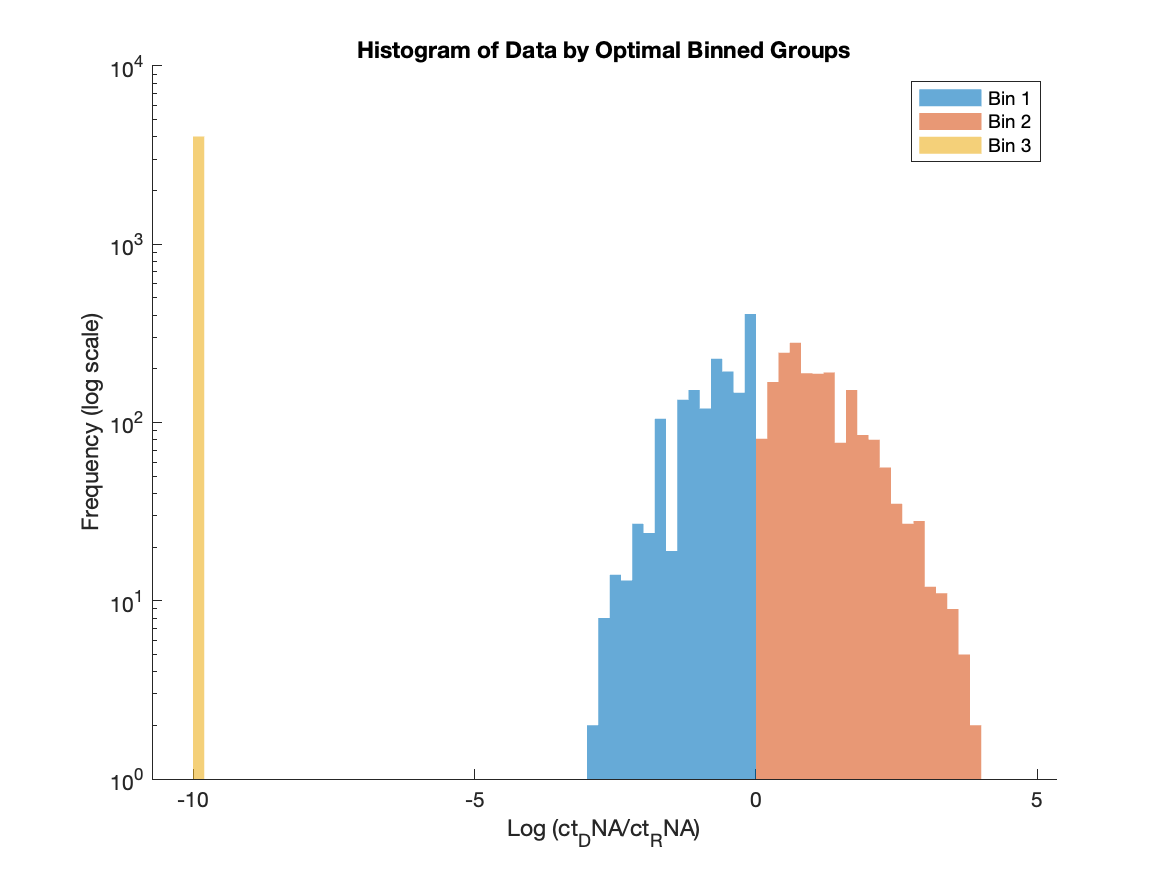 Histogram of Data by Optimal Binned Groups
10^4
10^3
10^2
10^1
10^0
Frequency (log scale)
Bin 1
Bin 2
Bin 3
-10
-5
0
5
Log (ct_DNA/ct_RNA)